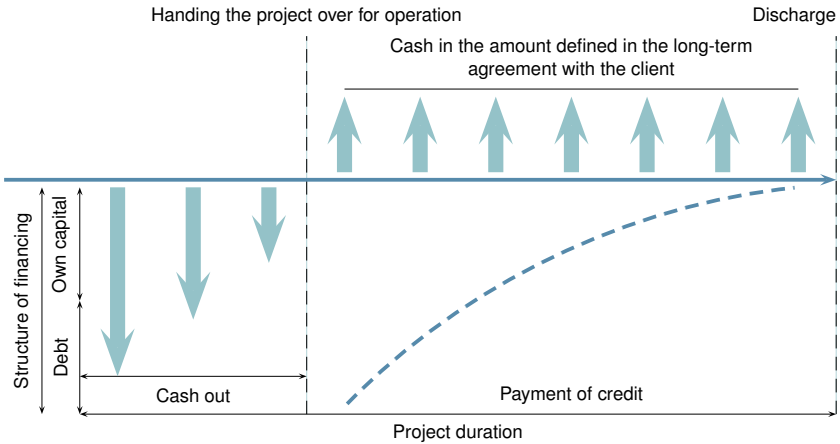 Handing the project over for operation
Discharge
Cash in the amount defined in the long-term
agreement with the client
Structure of financing
Own capital
Debt
Cash out
Payment of credit
Project duration